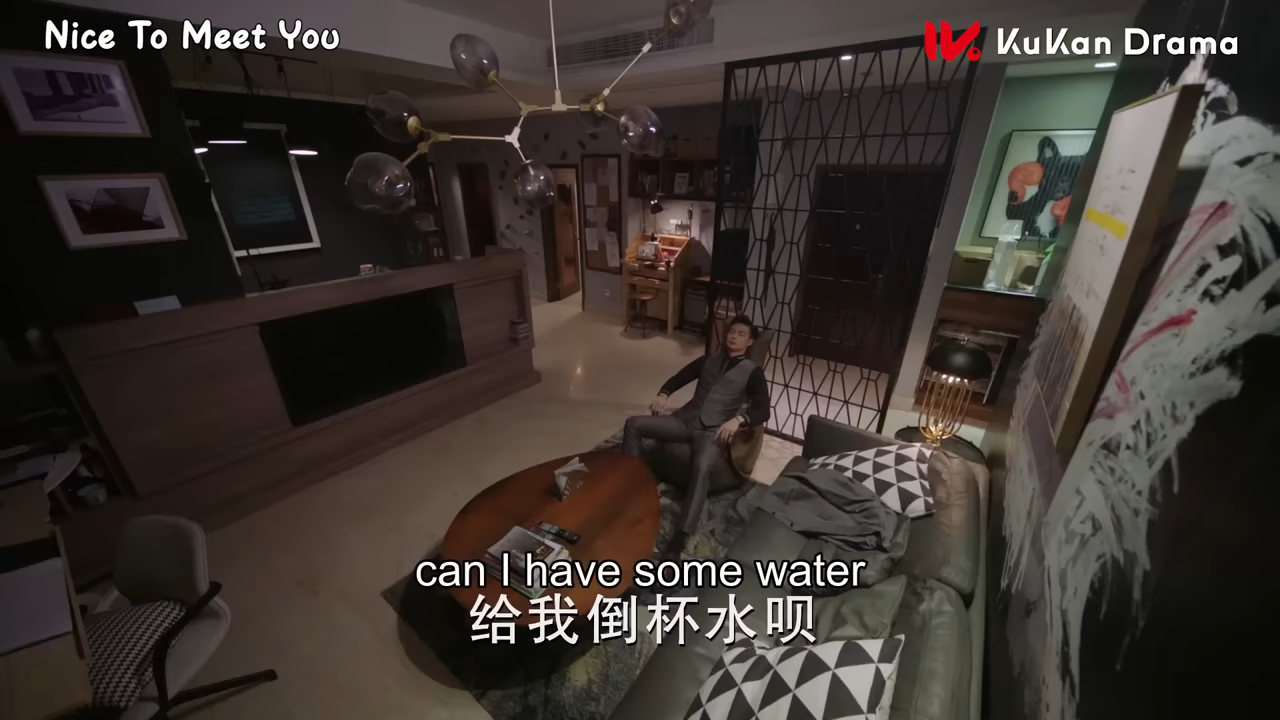 Nice To Meet You
KuKan Drama
can I have some water
给我倒杯水呗